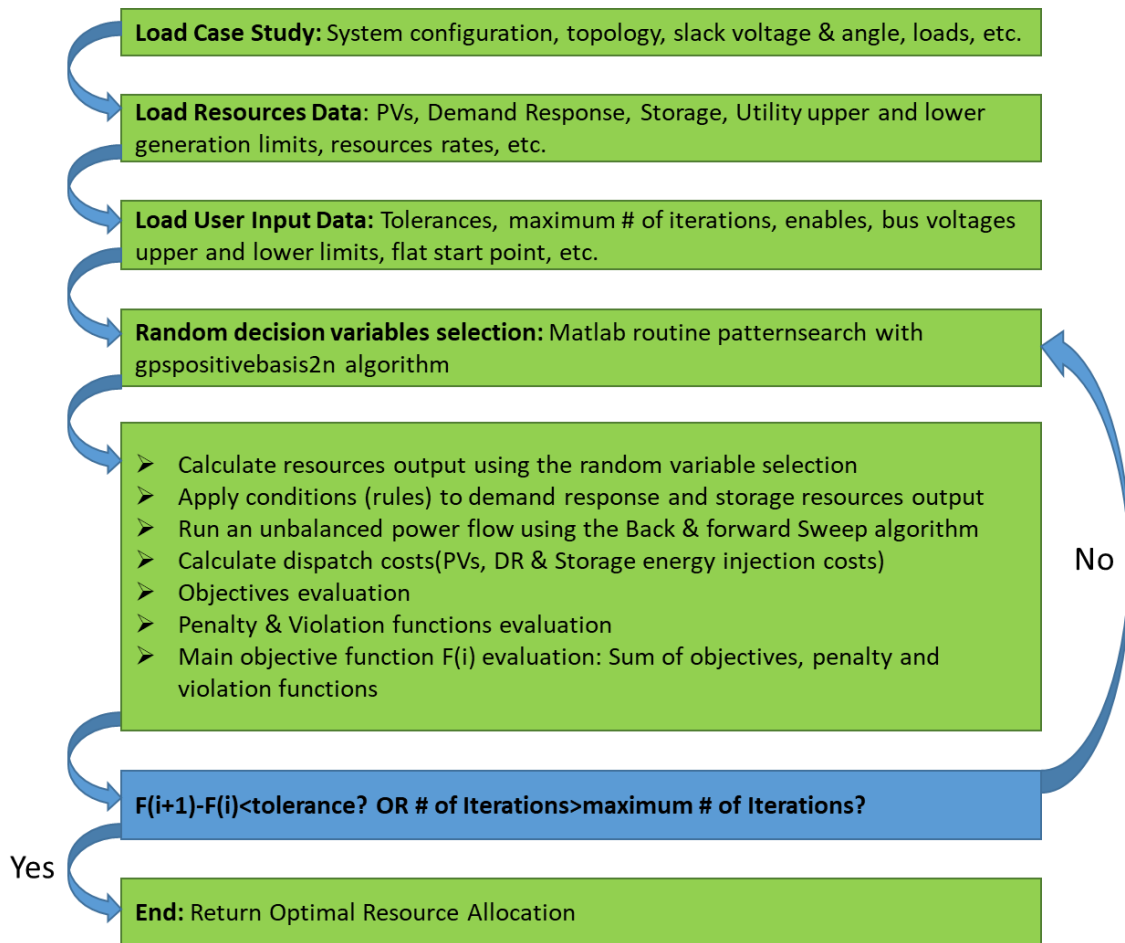 Load Case Study: System configuration, topology, slack voltage & angle, loads, etc.
Load Resources Data: PVs, Demand Response, Storage, Utility upper and lower
generation limits, resources rates, etc.
Load User Input Data: Tolerances, maximum # of iterations, enables, bus voltages
upper and lower limits, flat start point, etc.
Random decision variables selection: Matlab routine patternsearch with
gpspositivebasis2n algorithm
➢ Calculate resources output using the random variable selection
➢ Apply conditions (rules) to demand response and storage resources output
➢ Run an unbalanced power flow using the Back & forward Sweep algorithm
➢ Calculate dispatch costs(PVs, DR & Storage energy injection costs)
➢ Objectives evaluation
➢ Penalty & Violation functions evaluation
➢ Main objective function F(i) evaluation: Sum of objectives, penalty and
violation functions
No
F(i+1)-F(i)<tolerance? OR # of Iterations>maximum # of Iterations?
Yes
End: Return Optimal Resource Allocation